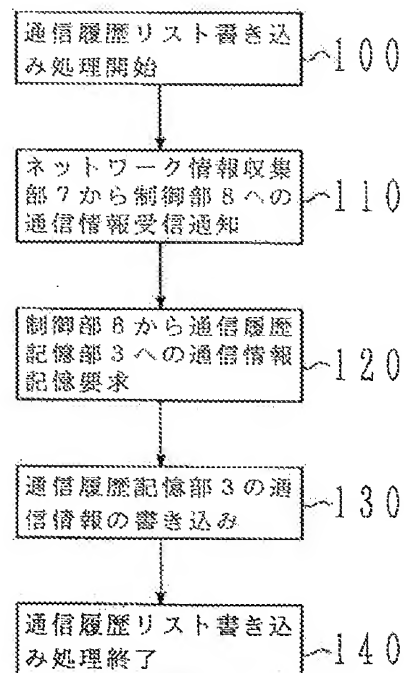 通信履歴リスト書き込
み処理開始
100
ネットワーク情報収集
部7から制御部8への
通信情報受信通知
110
制御部8から通信履歴
記憶部3への通信情報
記憶要求
120
通信履歴記憶部3の通
信情報の書き込み
130
通信履歴リスト書き込
み処理終了
140